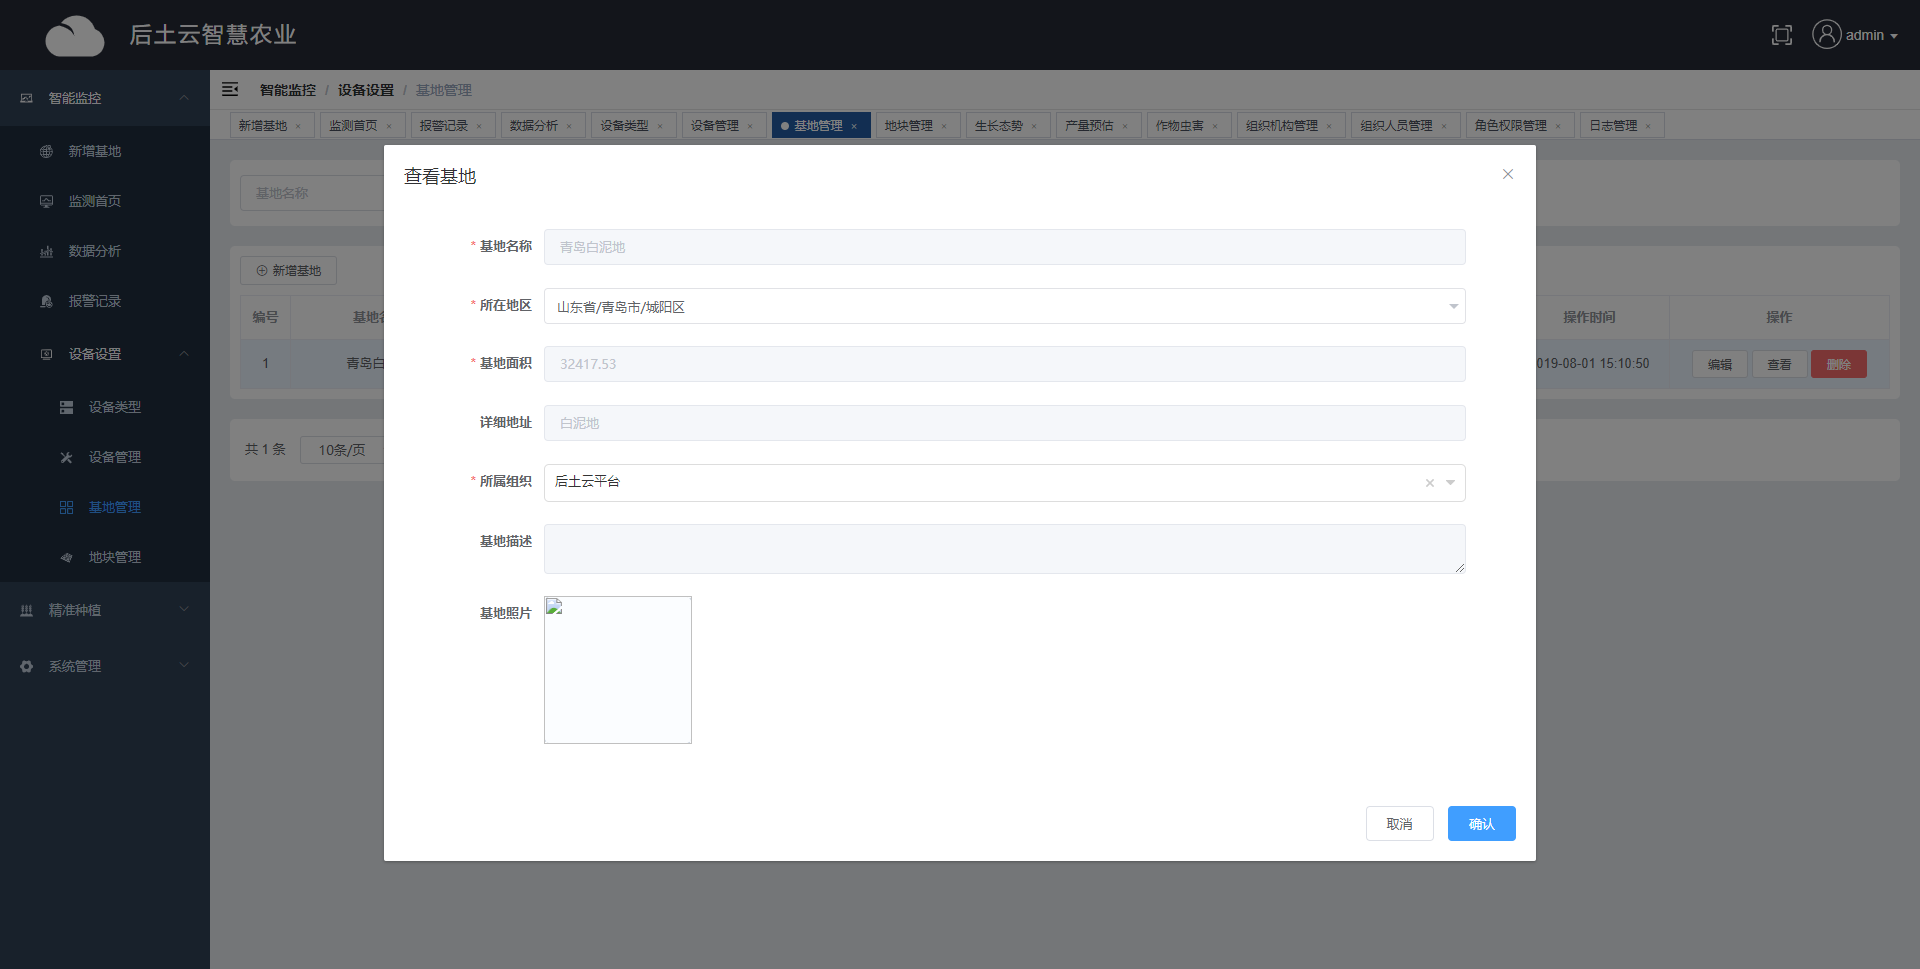 后土云智慧农业
admin
智能监控 / 设备设置 / 基地管理
新增基地 × 监测首页 × 报警记录 × 数据分析 × 设备类型 × 设备管理 × 基地管理 × 地块管理 × 生长态势 × 产量预估 × 作物虫害 × 组织机构管理 × 组织人员管理 × 角色权限管理 × 日志管理 ×
智能监控
新增基地
监测首页
数据分析
报警记录
设备设置
设备类型
设备管理
基地管理
地块管理
精准种植
系统管理
基地名称
新增基地
编号 基地 操作时间 操作
1 青岛白 019-08-01 15:10:50 编辑 查看 删除
共 1 条 10条/页
查看基地
* 基地名称 青岛白泥地
* 所在地区 山东省/青岛市/城阳区
* 基地面积 32417.53
详细地址 白泥地
* 所属组织 后土云平台
基地描述
基地照片
取消 确认